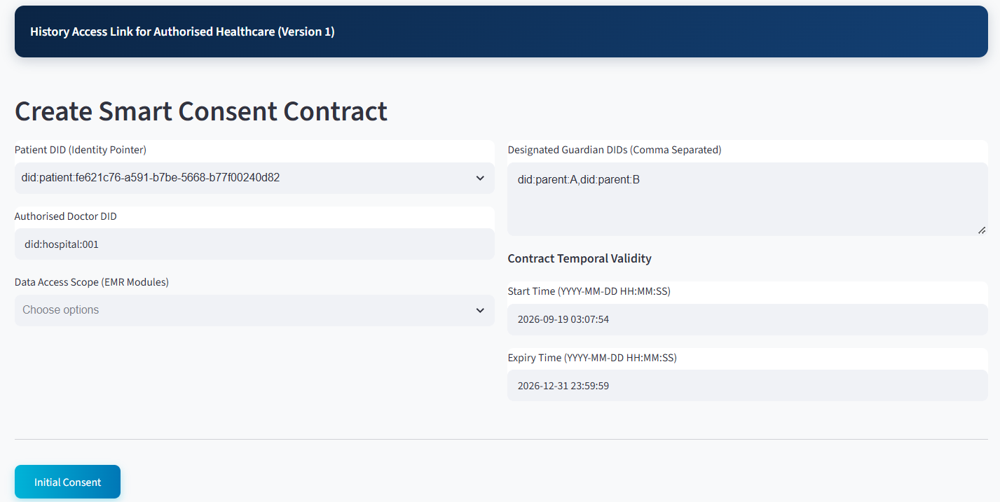 History Access Link for Authorised Healthcare (Version 1)
Create Smart Consent Contract
Patient DID (Identity Pointer)
did:patient:fe621c76-a591-b7be-5668-b77f00240d82
Authorised Doctor DID
did:hospital:001
Data Access Scope (EMR Modules)
Choose options
Designated Guardian DIDs (Comma Separated)
did:parent:A,did:parent:B
Contract Temporal Validity
Start Time (YYYY-MM-DD HH:MM:SS)
2026-09-19 03:07:54
Expiry Time (YYYY-MM-DD HH:MM:SS)
2026-12-31 23:59:59
Initial Consent